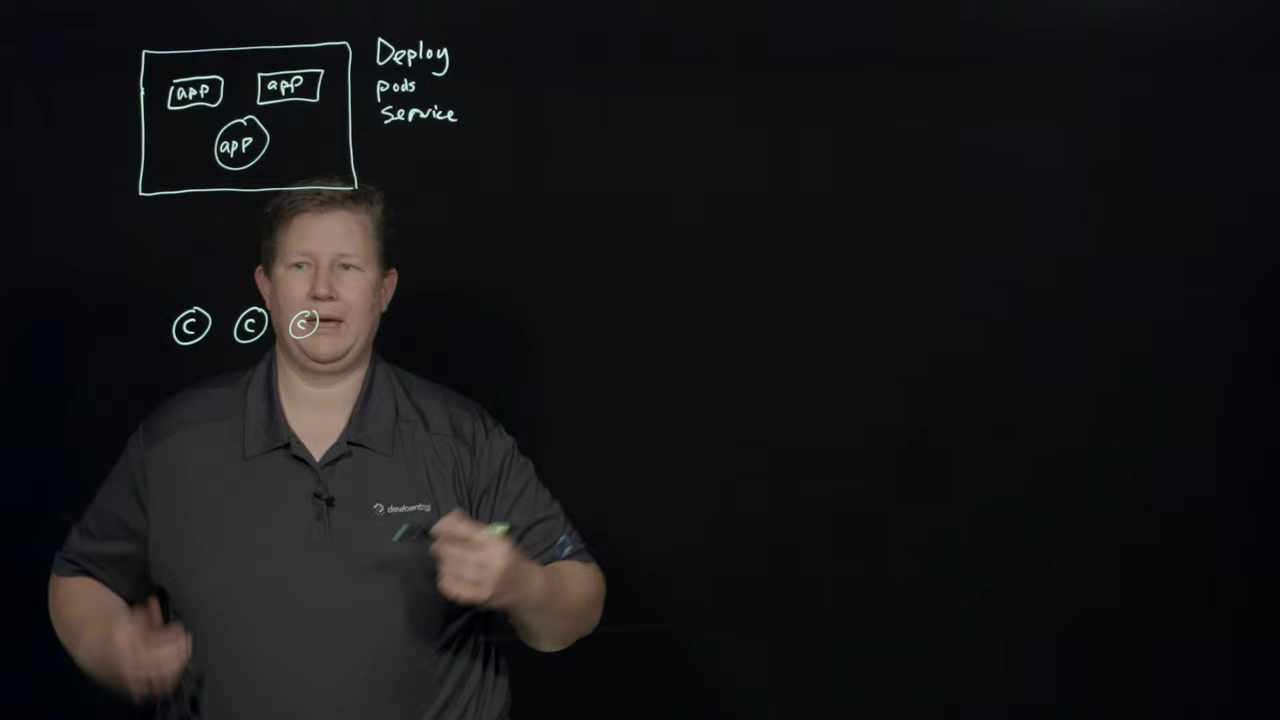 Deploy
app app
pods
service
app
C C C
devcentral